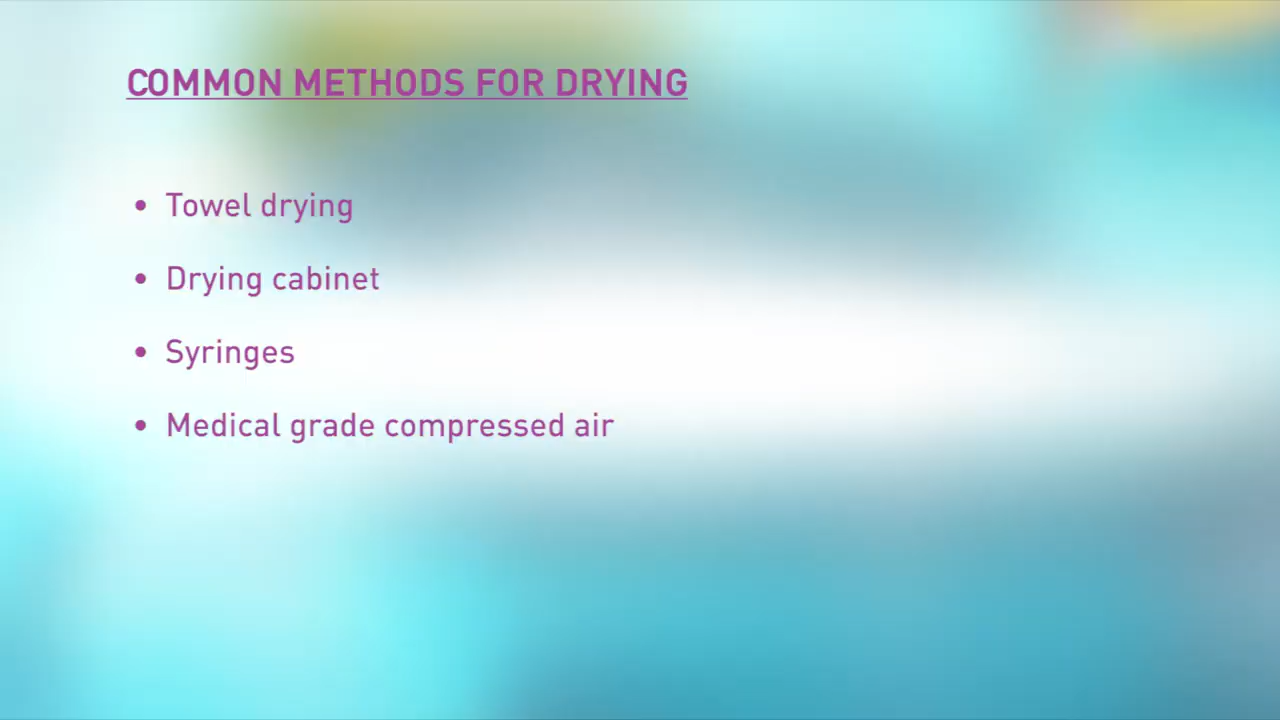 COMMON METHODS FOR DRYING
• Towel drying
• Drying cabinet
• Syringes
• Medical grade compressed air